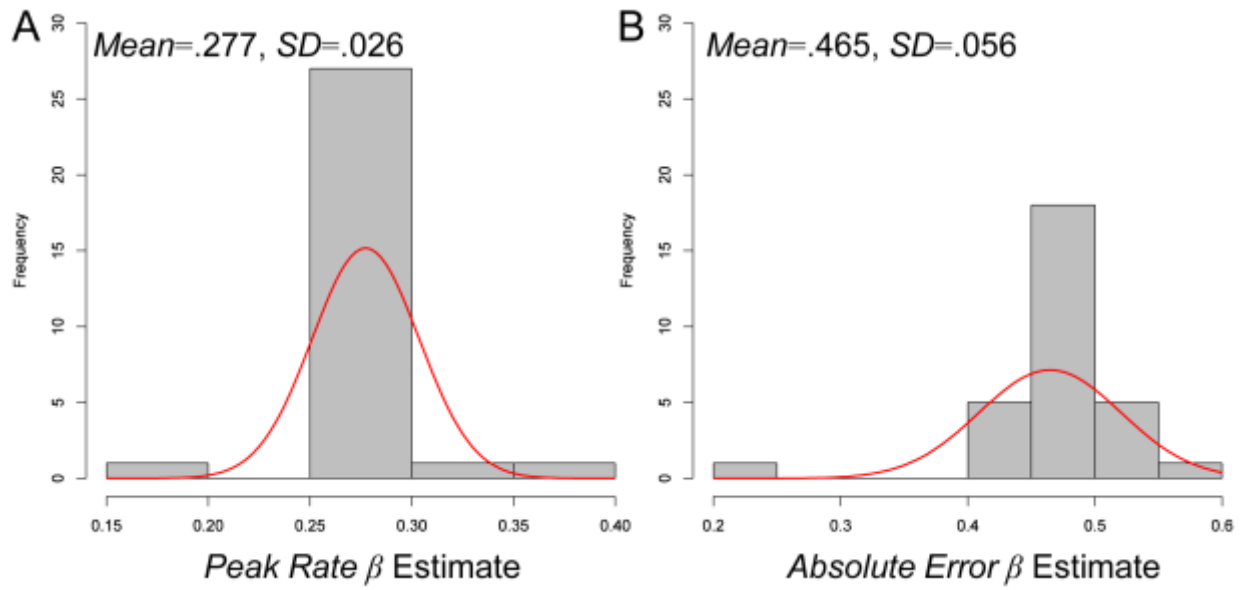 A
Mean=.277, SD=.026
30
25
20
15
10
5
0
Frequency
0.15 0.20 0.25 0.30 0.35 0.40
Peak Rate β Estimate
B
Mean=.465, SD=.056
30
25
20
15
10
5
0
Frequency
0.2 0.3 0.4 0.5 0.6
Absolute Error β Estimate